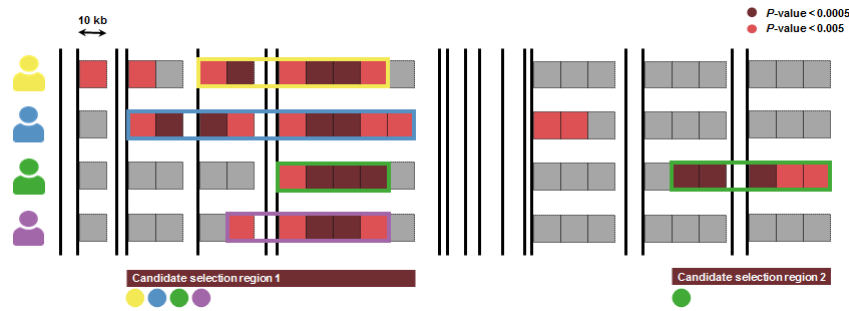 10 kb
P-value < 0.0005
P-value < 0.005
Candidate selection region 1
Candidate selection region 2